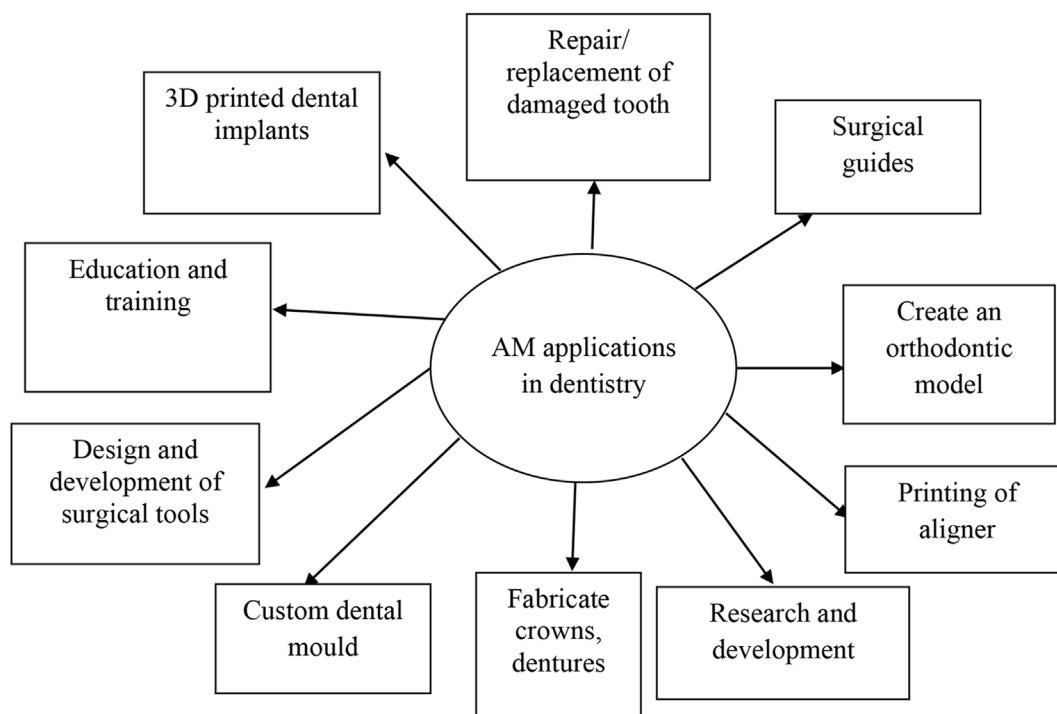 Repair/
replacement of
damaged tooth
3D printed dental
implants
Surgical
guides
Education and
training
Create an
orthodontic
model
AM applications
in dentistry
Design and
development of
surgical tools
Printing of
aligner
Custom dental
mould
Fabricate
crowns,
dentures
Research and
development